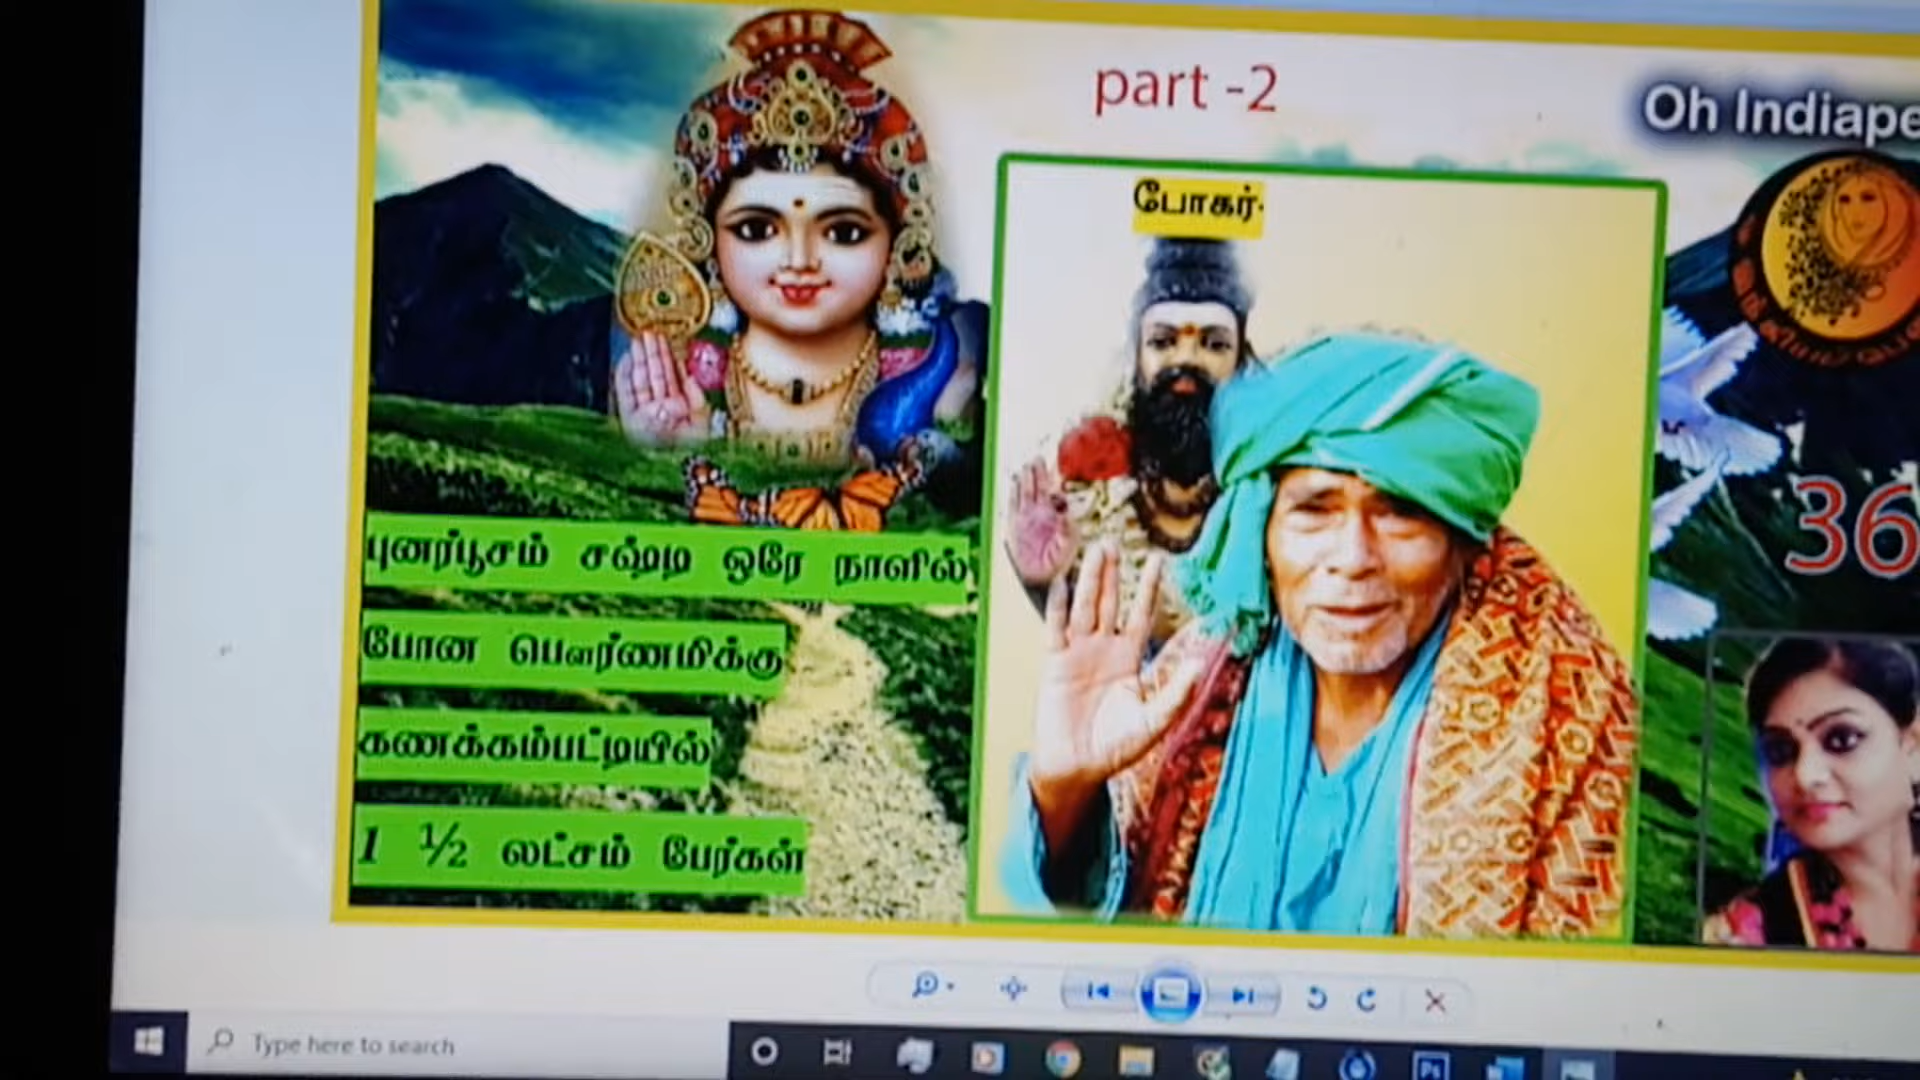 part -2
Oh Indiape
போகர்.
36
புனர்பூசம் சஷ்டி ஒரே நாளில்
போன பௌர்ணமிக்கு
கணக்கம்பட்டியில்
1 ½ லட்சம் பேர்கள்
Type here to search
Ps